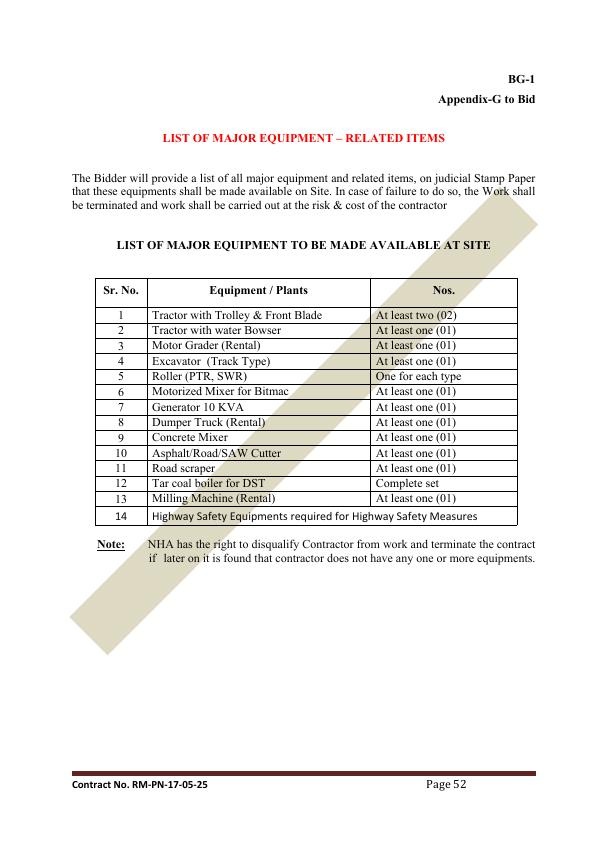 BG-1
Appendix-G to Bid
LIST OF MAJOR EQUIPMENT – RELATED ITEMS
The Bidder will provide a list of all major equipment and related items, on judicial Stamp Paper
that these equipments shall be made available on Site. In case of failure to do so, the Work shall
be terminated and work shall be carried out at the risk & cost of the contractor
LIST OF MAJOR EQUIPMENT TO BE MADE AVAILABLE AT SITE
Sr. No. Equipment / Plants Nos.
1 Tractor with Trolley & Front Blade At least two (02)
2 Tractor with water Bowser At least one (01)
3 Motor Grader (Rental) At least one (01)
4 Excavator (Track Type) At least one (01)
5 Roller (PTR, SWR) One for each type
6 Motorized Mixer for Bitmac At least one (01)
7 Generator 10 KVA At least one (01)
8 Dumper Truck (Rental) At least one (01)
9 Concrete Mixer At least one (01)
10 Asphalt/Road/SAW Cutter At least one (01)
11 Road scraper At least one (01)
12 Tar coal boiler for DST Complete set
13 Milling Machine (Rental) At least one (01)
14 Highway Safety Equipments required for Highway Safety Measures
Note: NHA has the right to disqualify Contractor from work and terminate the contract
if later on it is found that contractor does not have any one or more equipments.
Contract No. RM-PN-17-05-25 Page 52